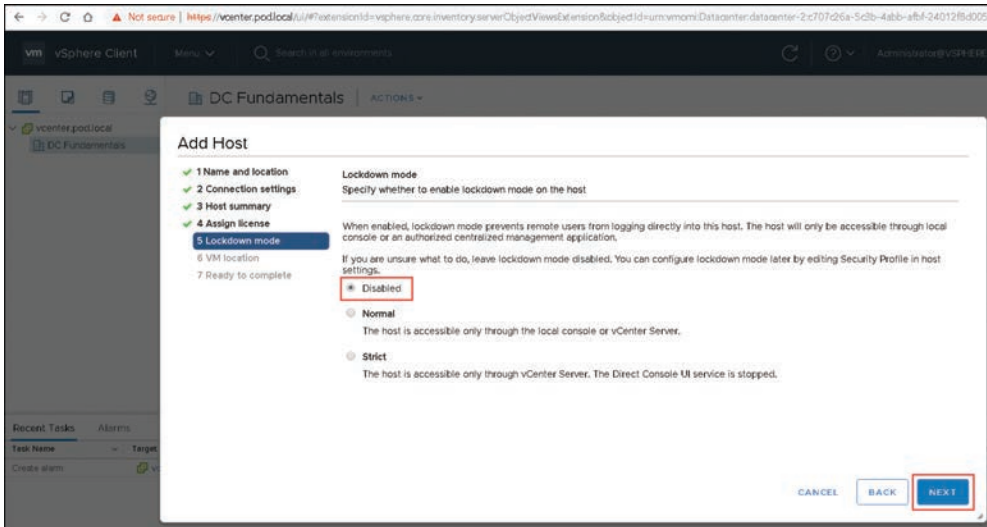 Not secure | https://vcenter.pod.local/ui/#?extensionId=vsphere.core.inventory.serverObjectViewsExtension&objectId=urn:vmomi:Datacenter:datacenter-2:c707d26a-5c3b-4abb-afbf-24012f8d005
vm vSphere Client Menu Search in all environments Administrator@VSPHERE
DC Fundamentals ACTIONS
vcenter.pod.local
DC Fundamentals
Add Host
1 Name and location
2 Connection settings
3 Host summary
4 Assign license
5 Lockdown mode
6 VM location
7 Ready to complete
Lockdown mode
Specify whether to enable lockdown mode on the host
When enabled, lockdown mode prevents remote users from logging directly into this host. The host will only be accessible through local
console or an authorized centralized management application.
If you are unsure what to do, leave lockdown mode disabled. You can configure lockdown mode later by editing Security Profile in host
settings.
Disabled
Normal
The host is accessible only through the local console or vCenter Server.
Strict
The host is accessible only through vCenter Server. The Direct Console UI service is stopped.
Recent Tasks Alarms
Task Name Target
Create alarm vc
CANCEL BACK NEXT